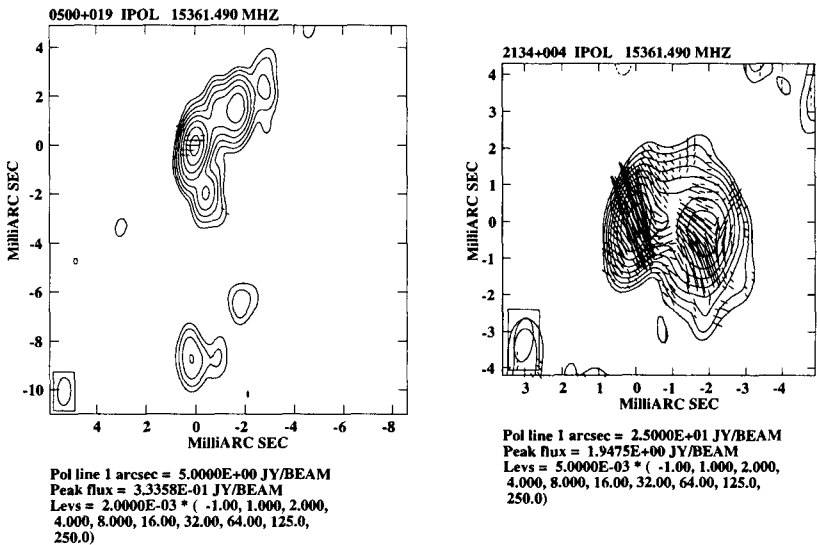 0500+019 IPOL 15361.490 MHZ
4
2
0
-2
-4
-6
-8
-10
MilliARC SEC
4 2 0 -2 -4 -6 -8
MilliARC SEC
Pol line 1 arcsec = 5.0000E+00 JY/BEAM
Peak flux = 3.3358E-01 JY/BEAM
Levs = 2.0000E-03 * ( -1.00, 1.000, 2.000,
4.000, 8.000, 16.00, 32.00, 64.00, 125.0,
250.0)
2134+004 IPOL 15361.490 MHZ
4
3
2
1
0
-1
-2
-3
-4
MilliARC SEC
3 2 1 0 -1 -2 -3 -4
MilliARC SEC
Pol line 1 arcsec = 2.5000E+01 JY/BEAM
Peak flux = 1.9475E+00 JY/BEAM
Levs = 5.0000E-03 * ( -1.00, 1.000, 2.000,
4.000, 8.000, 16.00, 32.00, 64.00, 125.0,
250.0)